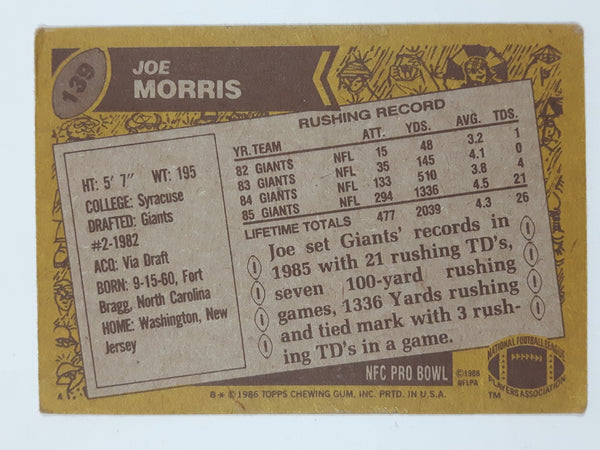 139
JOE
MORRIS
HT: 5' 7" WT: 195
COLLEGE: Syracuse
DRAFTED: Giants
#2-1982
ACQ: Via Draft
BORN: 9-15-60, Fort
Bragg, North Carolina
HOME: Washington, New
Jersey
RUSHING RECORD
YR. TEAM ATT. YDS. AVG. TDS.
82 GIANTS NFL 15 48 3.2 1
83 GIANTS NFL 35 145 4.1 0
84 GIANTS NFL 133 510 3.8 4
85 GIANTS NFL 294 1336 4.5 21
LIFETIME TOTALS 477 2039 4.3 26
Joe set Giants' records in
1985 with 21 rushing TD's,
seven 100-yard rushing
games, 1336 Yards rushing
and tied mark with 3 rush-
ing TD's in a game.
NFC PRO BOWL
©1986
NFLPA
NATIONAL FOOTBALL LEAGUE
PLAYERS ASSOCIATION
TM
B* © 1986 TOPPS CHEWING GUM, INC. PRTD. IN U.S.A.